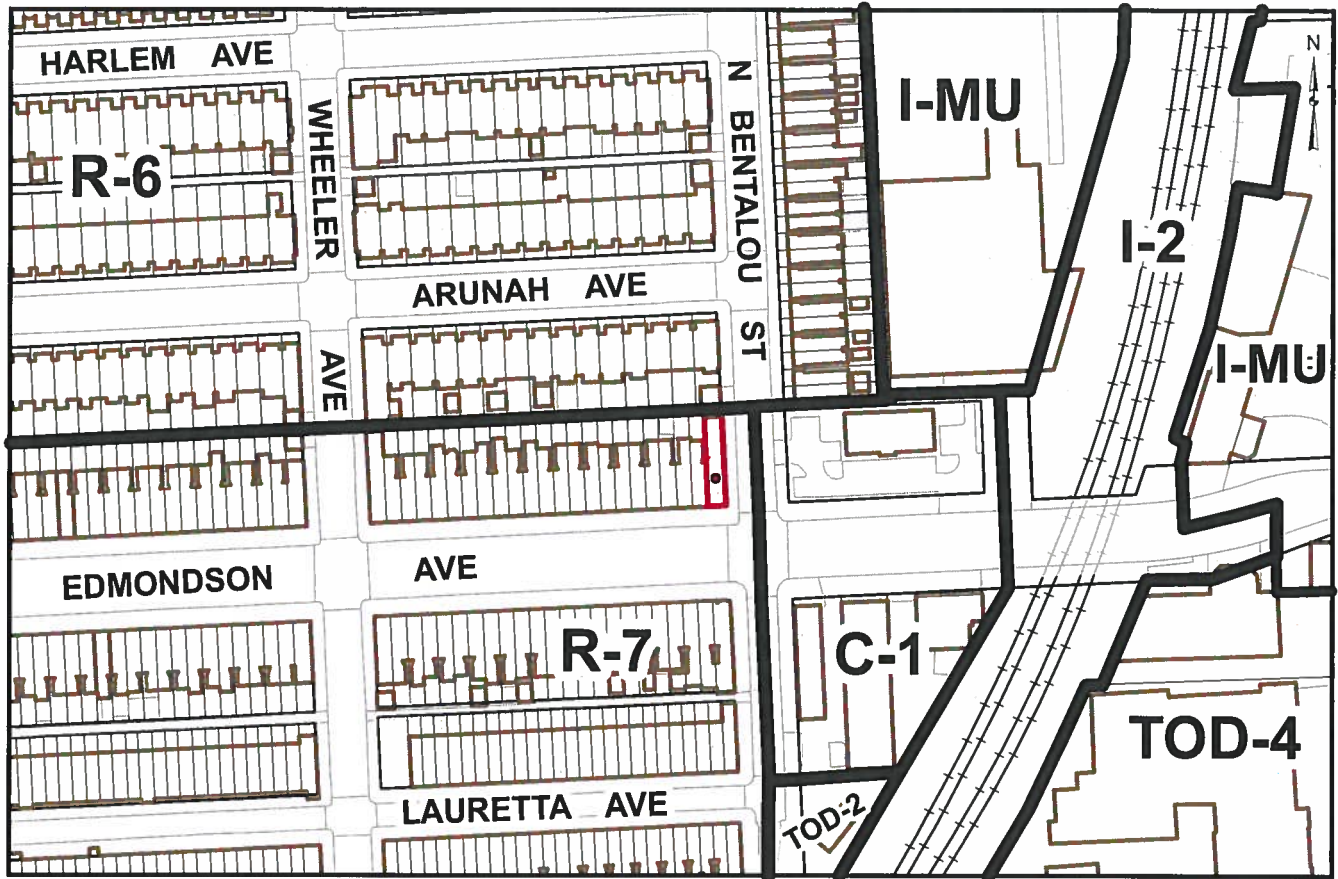 HARLEM AVE
N
I-MU
WHEELER
N BENTALOU
R-6
I-2
ARUNAH AVE
ST
AVE
I-MU
EDMONDSON AVE
R-7
C-1
TOD-4
LAURETTA AVE
TOD-2